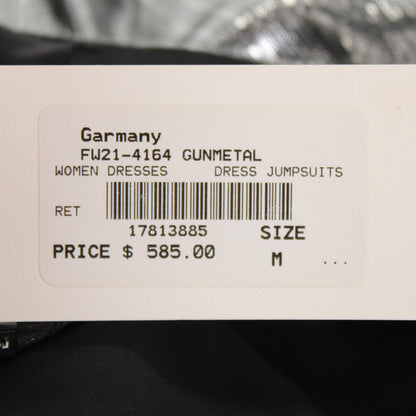 Garmany
FW21-4164 GUNMETAL
WOMEN DRESSES DRESS JUMPSUITS
RET
17813885 SIZE
PRICE $ 585.00 M ...